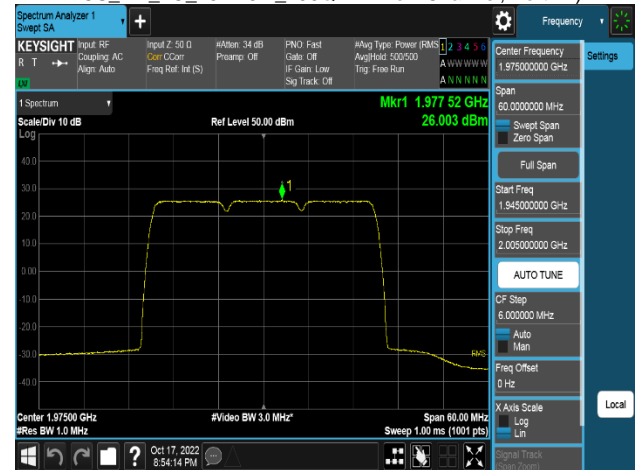 Spectrum Analyzer 1
Swept SA
Frequency
KEYSIGHT
R T
Input: RF
Coupling: AC
Align: Auto
Input Z: 50 Ω
Corr CCorr
Freq Ref: Int (S)
#Atten: 34 dB
Preamp: Off
PNO: Fast
Gate: Off
IF Gain: Low
Sig Track: Off
#Avg Type: Power (RMS
Avg|Hold: 500/500
Trig: Free Run
1 2 3 4 5 6
A W W W W W
A N N N N N
1 Spectrum
Scale/Div 10 dB
Log
Ref Level 50.00 dBm
Mkr1 1.977 52 GHz
26.003 dBm
1
40.0
30.0
20.0
10.0
0.00
-10.0
-20.0
-30.0
-40.0
RMS
Center 1.97500 GHz
#Res BW 1.0 MHz
#Video BW 3.0 MHz*
Span 60.00 MHz
Sweep 1.00 ms (1001 pts)
Oct 17, 2022
8:54:14 PM
Center Frequency
1.975000000 GHz
Settings
Span
60.0000000 MHz
Swept Span
Zero Span
Full Span
Start Freq
1.945000000 GHz
Stop Freq
2.005000000 GHz
AUTO TUNE
CF Step
6.000000 MHz
Auto
Man
Freq Offset
0 Hz
X Axis Scale
Log
Lin
Local
Signal Track
(Span Zoom)